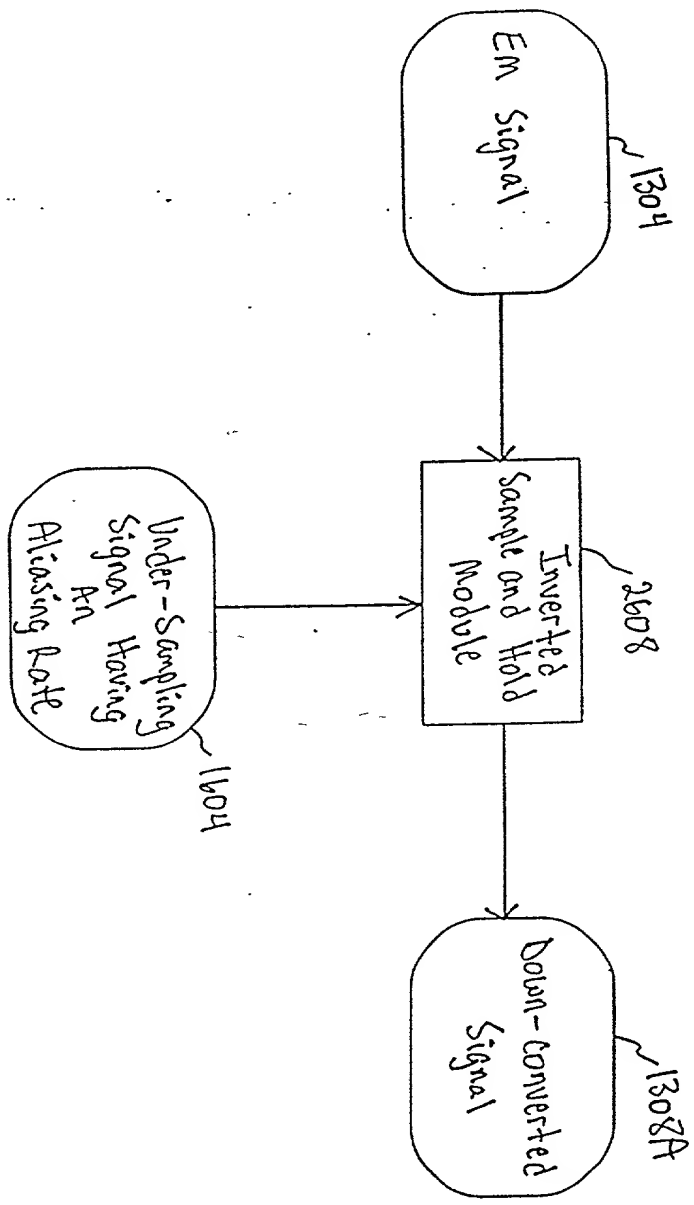 Em Signal
1304
Inverted
Sample and Hold
Module
2608
Under-Sampling
Signal Having
An
Aliasing Rate
1604
Down-converted
Signal
1308A